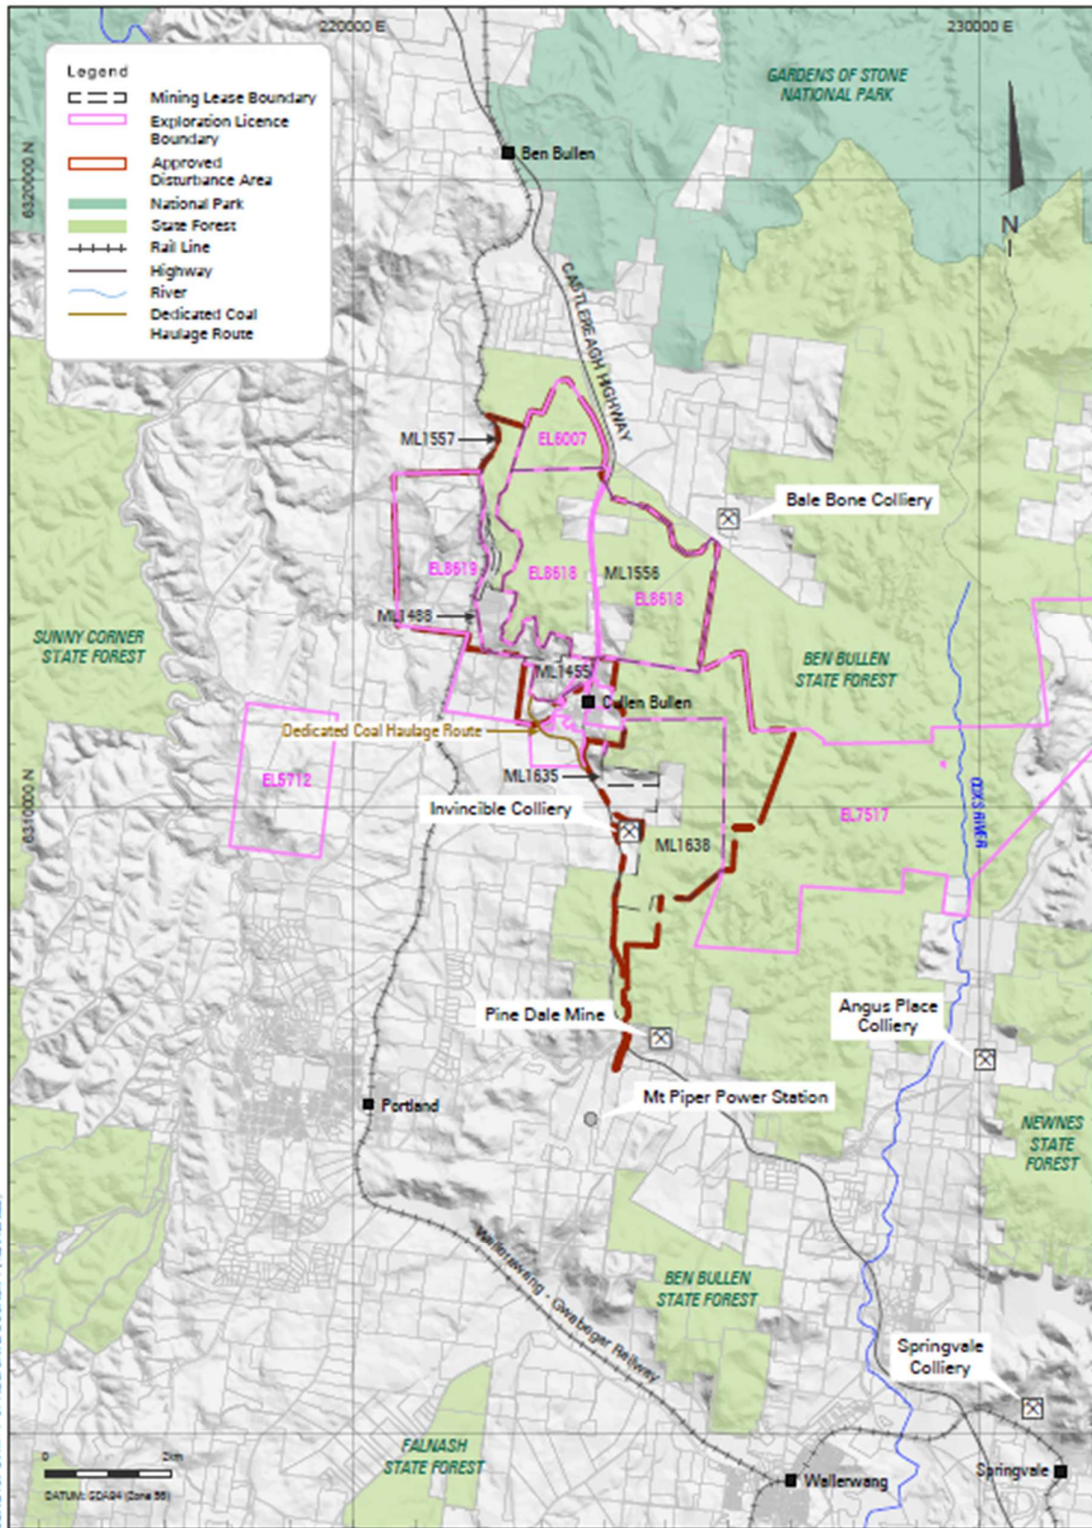 220000 E
230000 E
Legend
Mining Lease Boundary
Exploration Licence
Boundary
Approved
Disturbance Area
National Park
State Forest
Rail Line
Highway
River
Dedicated Coal
Haulage Route
GARDENS OF STONE
NATIONAL PARK
6320000 N
Ben Bullen
N
CASTLEREAGH HIGHWAY
ML1557
EL6007
Bale Bone Colliery
EL8619
EL8618
ML1556
EL8618
ML1488
SUNNY CORNER
STATE FOREST
BEN BULLEN
STATE FOREST
ML1455
Cullen Bullen
Dedicated Coal Haulage Route
EL5712
ML1635
6310000 N
Invincible Colliery
EL7517
COXS RIVER
ML1638
Pine Dale Mine
Angus Place
Colliery
Mt Piper Power Station
Portland
NEWNES
STATE
FOREST
Wallerawang - Gwabegar Railway
BEN BULLEN
STATE FOREST
Springvale
Colliery
FALNASH
STATE FOREST
0 2km
DATUM: GDA94 (Zone 56)
Wallerwang
Springvale